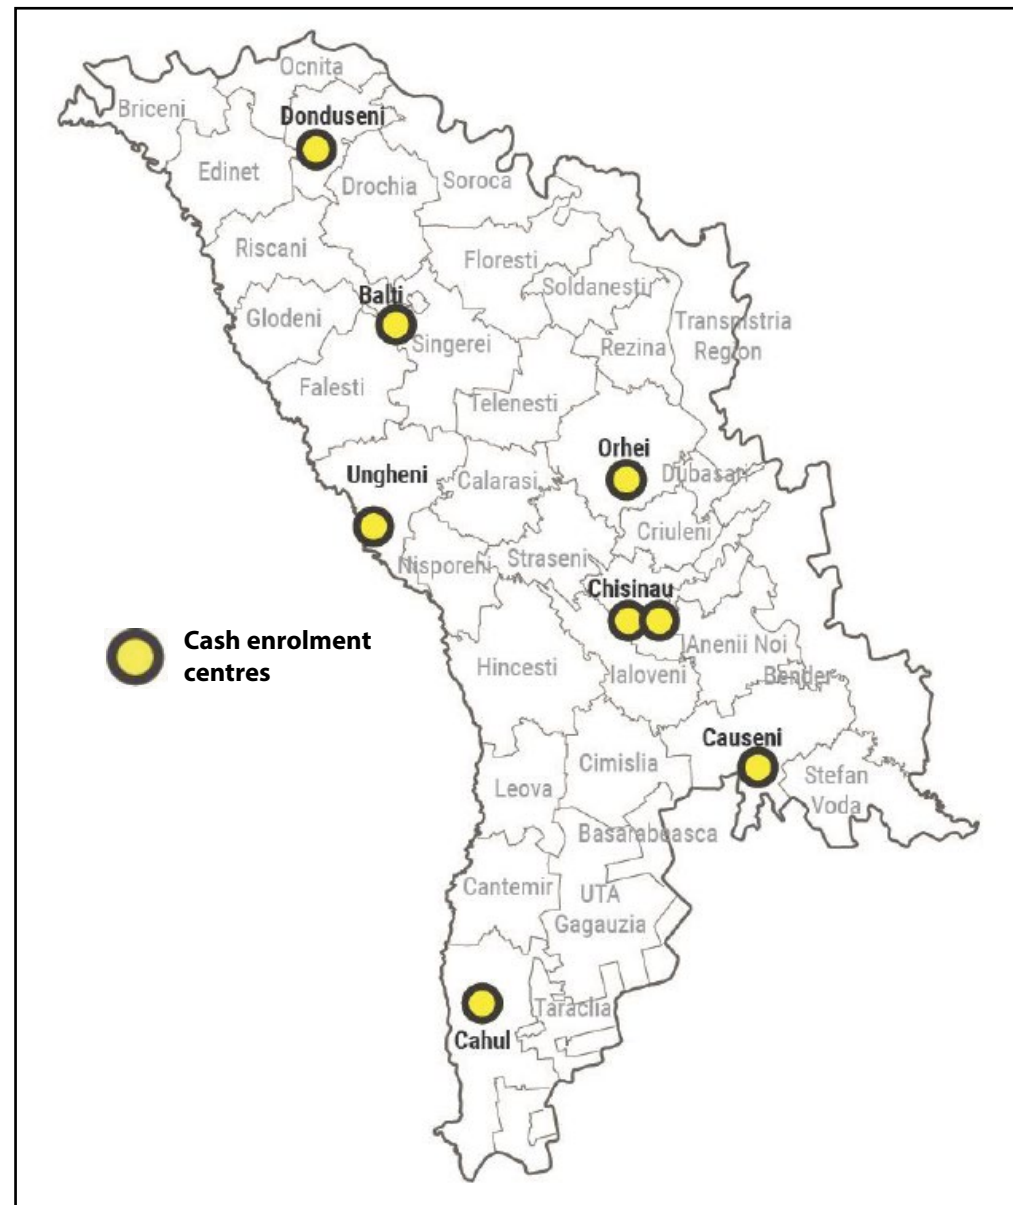 Ocnita
Briceni
Donduseni
Edinet
Drochia
Soroca
Riscani
Floresti
Balti
Soldanesti
Glodeni
Transnistria
Region
Singerei
Rezina
Falesti
Telenesti
Orhei
Ungheni
Calarasi
Dubasari
Criuleni
Nisporeni
Straseni
Chisinau
Cash enrolment
centres
Anenii Noi
Hincesti
Ialoveni
Bender
Causeni
Cimislia
Stefan
Voda
Leova
Basarabeasca
Cantemir
UTA
Gagauzia
Taraclia
Cahul